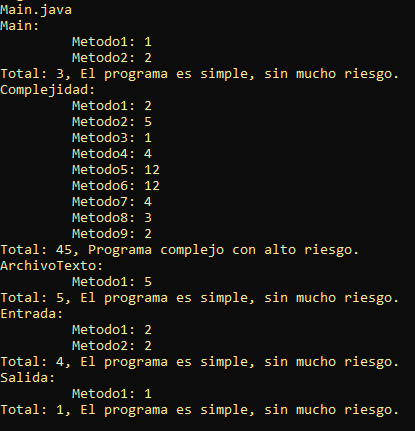 Main.java
Main:
Metodo1: 1
Metodo2: 2
Total: 3, El programa es simple, sin mucho riesgo.
Complejidad:
Metodo1: 2
Metodo2: 5
Metodo3: 1
Metodo4: 4
Metodo5: 12
Metodo6: 12
Metodo7: 4
Metodo8: 3
Metodo9: 2
Total: 45, Programa complejo con alto riesgo.
ArchivoTexto:
Metodo1: 5
Total: 5, El programa es simple, sin mucho riesgo.
Entrada:
Metodo1: 2
Metodo2: 2
Total: 4, El programa es simple, sin mucho riesgo.
Salida:
Metodo1: 1
Total: 1, El programa es simple, sin mucho riesgo.